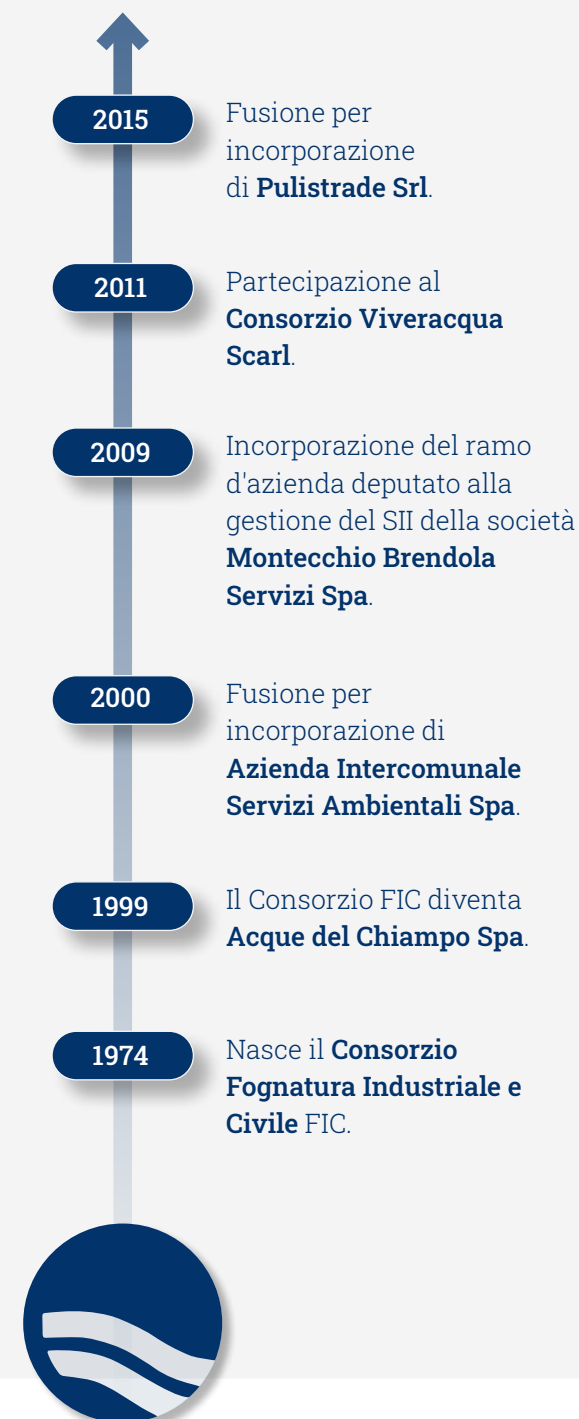 2015
Fusione per
incorporazione
di Pulistrade Srl.
2011
Partecipazione al
Consorzio Viveracqua
Scarl.
2009
Incorporazione del ramo
d'azienda deputato alla
gestione del SII della società
Montecchio Brendola
Servizi Spa.
2000
Fusione per
incorporazione di
Azienda Intercomunale
Servizi Ambientali Spa.
1999
Il Consorzio FIC diventa
Acque del Chiampo Spa.
1974
Nasce il Consorzio
Fognatura Industriale e
Civile FIC.